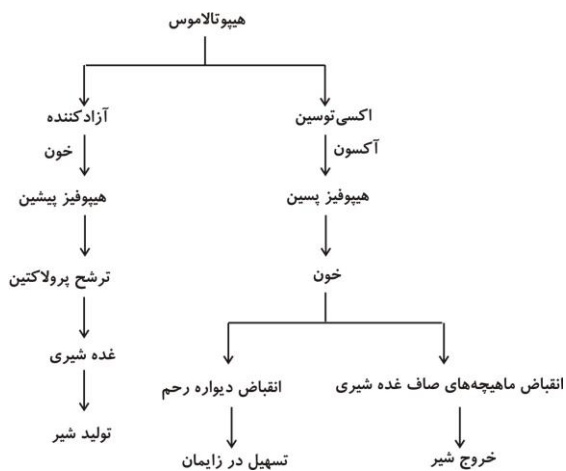 هیپوتالاموس
اکسی‌توسین
آزادکننده
آکسون
خون
هیپوفیز پسین
هیپوفیز پیشین
خون
ترشح پرولاکتین
غده شیری
انقباض ماهیچه‌های صاف غده شیری
انقباض دیواره رحم
تولید شیر
خروج شیر
تسهیل در زایمان